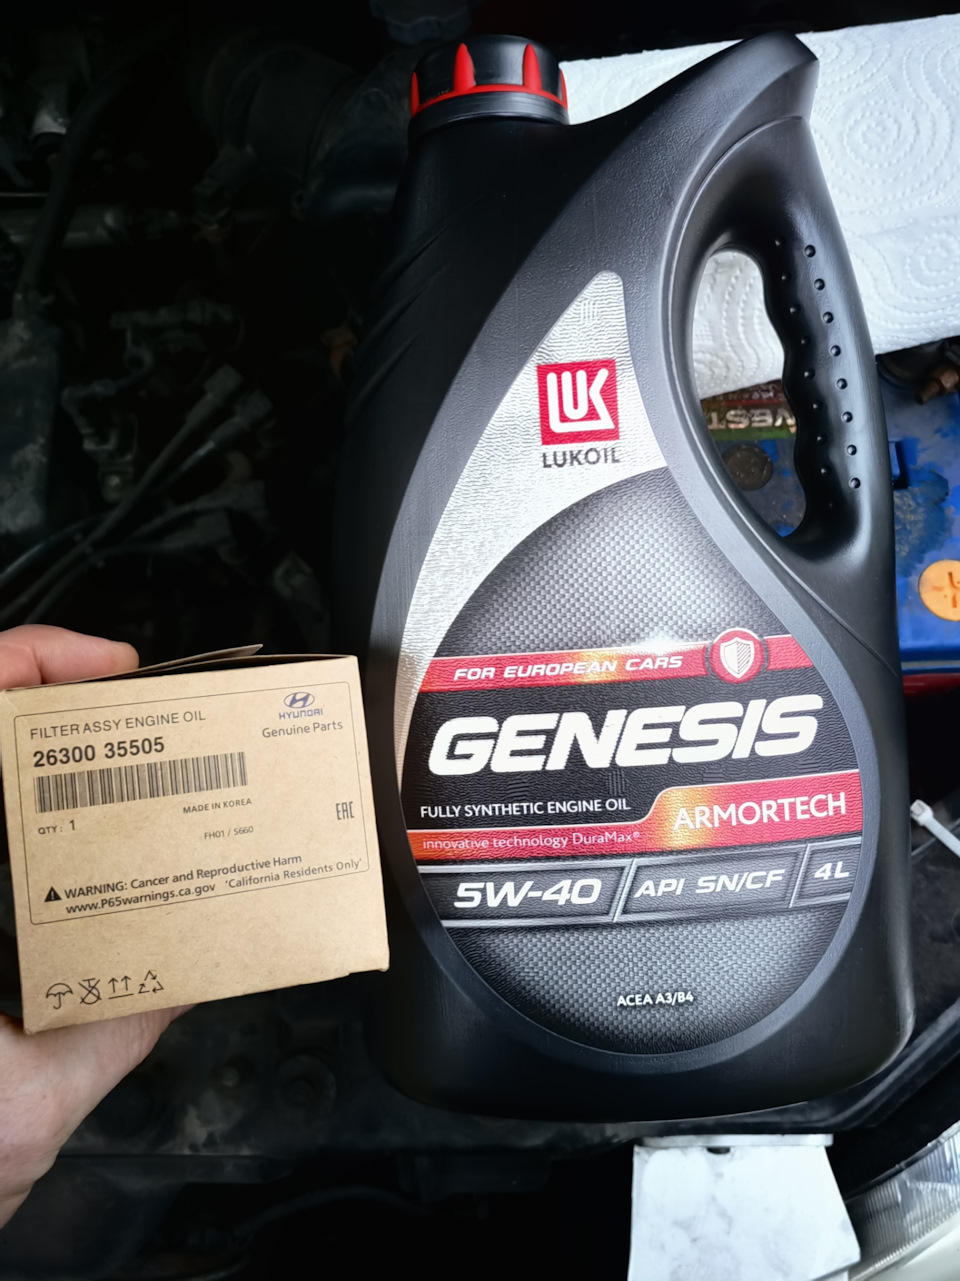 FILTER ASSY ENGINE OIL
26300 35505
HYUNDAI
Genuine Parts
MADE IN KOREA
QTY : 1
FH01 / S660
EAC
WARNING: Cancer and Reproductive Harm
www.P65warnings.ca.gov 'California Residents Only'
LUK
LUKOIL
FOR EUROPEAN CARS
GENESIS
FULLY SYNTHETIC ENGINE OIL
ARMORTECH
innovative technology DuraMax®
5W-40
API SN/CF
4L
ACEA A3/B4